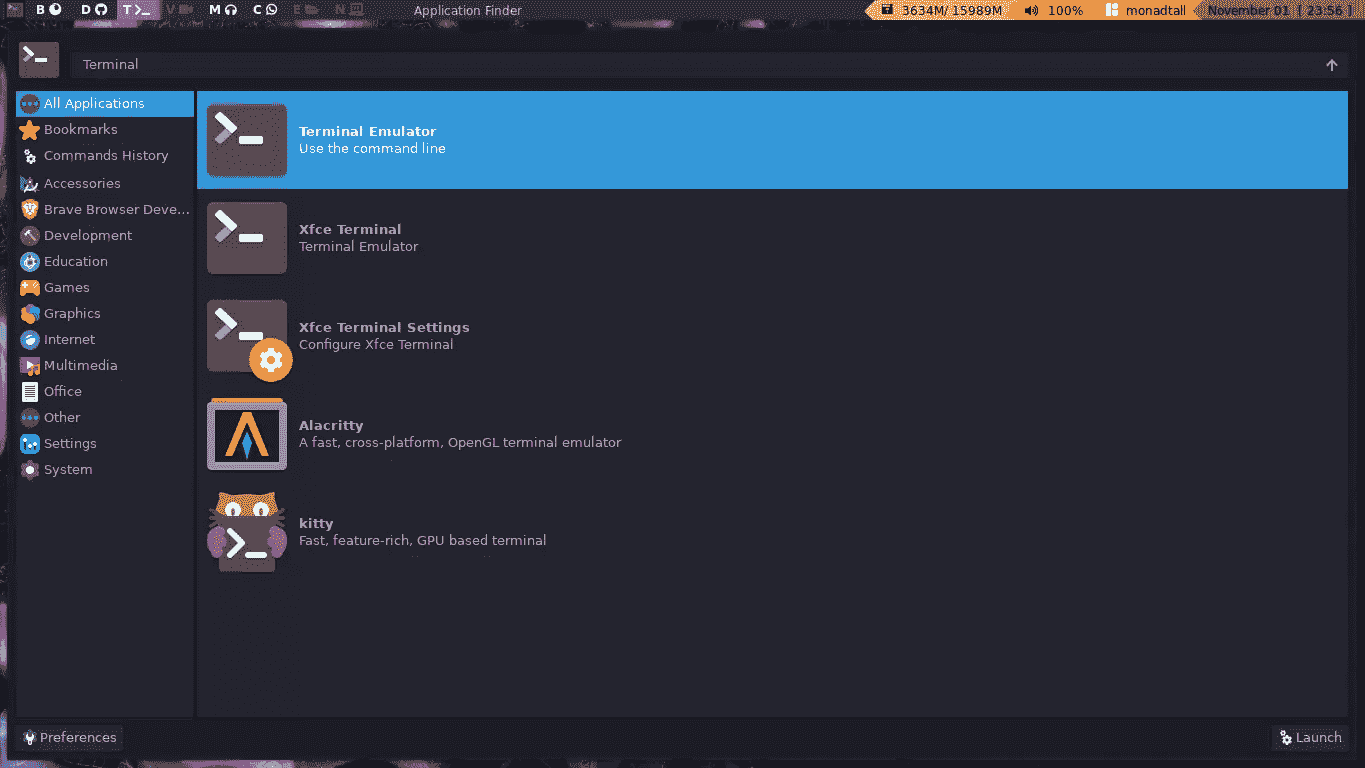 B D T V M C E N Application Finder 3634M/ 15989M 100% monadtall November 01 [ 23:56 ]
Terminal
All Applications
Bookmarks
Commands History
Accessories
Brave Browser Deve...
Development
Education
Games
Graphics
Internet
Multimedia
Office
Other
Settings
System
Terminal Emulator
Use the command line
Xfce Terminal
Terminal Emulator
Xfce Terminal Settings
Configure Xfce Terminal
Alacritty
A fast, cross-platform, OpenGL terminal emulator
kitty
Fast, feature-rich, GPU based terminal
Preferences
Launch